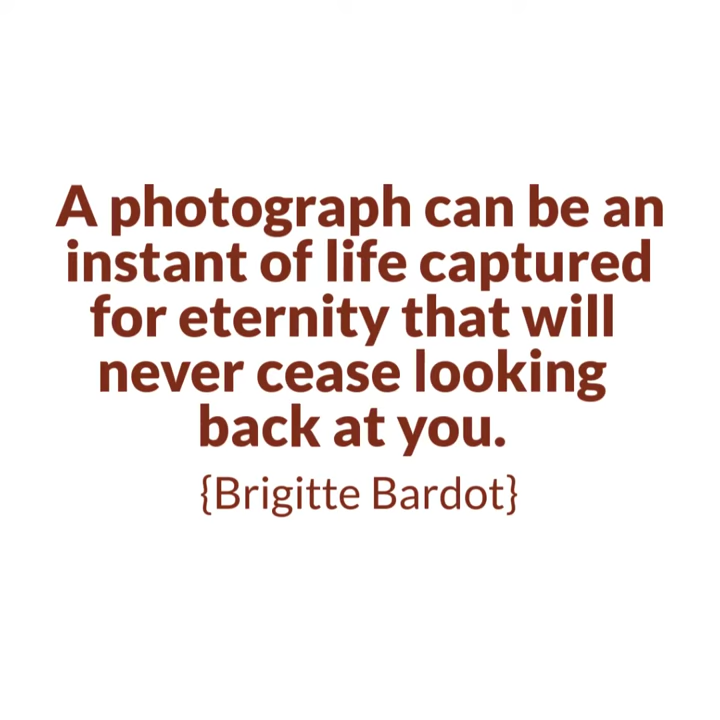 A photograph can be an
instant of life captured
for eternity that will
never cease looking
back at you.
{Brigitte Bardot}